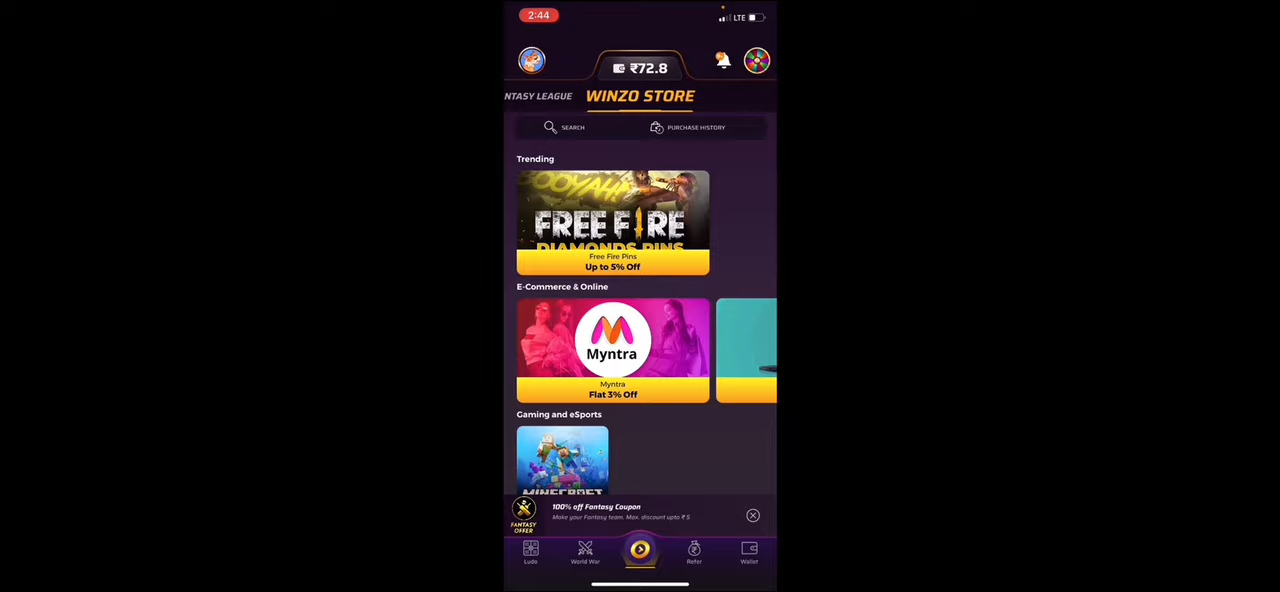 2:44
LTE
₹72.8
NTASY LEAGUE
WINZO STORE
SEARCH
PURCHASE HISTORY
Trending
BOOYAH!
FREE FIRE
DIAMONDS PINS
Free Fire Pins
Up to 5% Off
E-Commerce & Online
Myntra
Myntra
Flat 3% Off
Gaming and eSports
MINECRAFT
FANTASY
OFFER
100% off Fantasy Coupon
Make your Fantasy team. Max. discount upto ₹ 5
Ludo
World War
Refer
Wallet